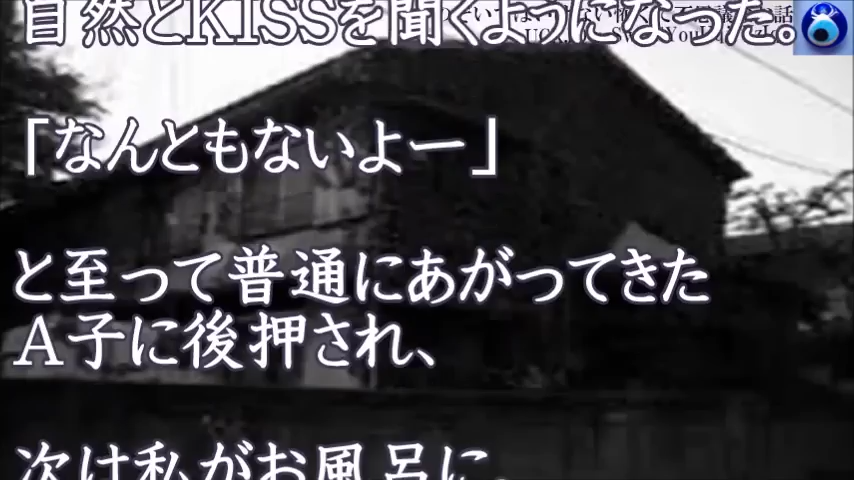 自然とKISSを聞くようになった。
「なんともないよー」
と至って普通にあがってきた
A子に後押され、
次は私がお風呂に。